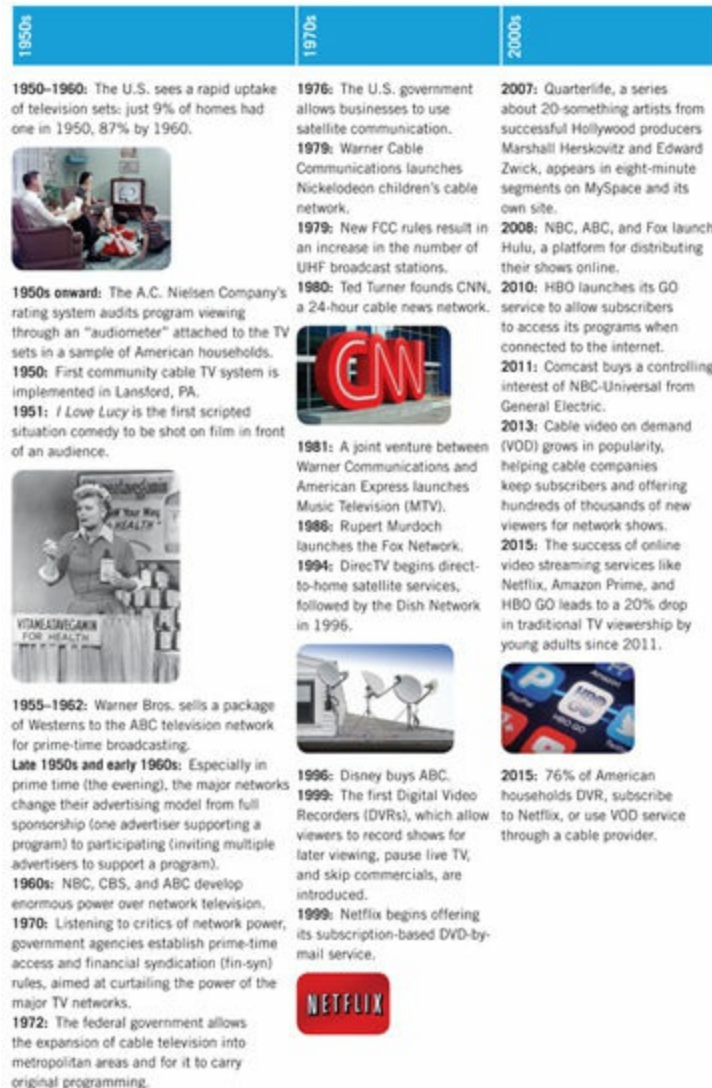 1950s
1950–1960: The U.S. sees a rapid uptake
of television sets: just 9% of homes had
one in 1950, 87% by 1960.
1950s onward: The A.C. Nielsen Company's
rating system audits program viewing
through an “audiometer” attached to the TV
sets in a sample of American households.
1950: First community cable TV system is
implemented in Lansford, PA.
1951: I Love Lucy is the first scripted
situation comedy to be shot on film in front
of an audience.
Your Way
HEALTH"
VITAMEATAVEGAMIN
FOR HEALTH
1955–1962: Warner Bros. sells a package
of Westerns to the ABC television network
for prime-time broadcasting.
Late 1950s and early 1960s: Especially in
prime time (the evening), the major networks
change their advertising model from full
sponsorship (one advertiser supporting a
program) to participating (inviting multiple
advertisers to support a program).
1960s: NBC, CBS, and ABC develop
enormous power over network television.
1970: Listening to critics of network power,
government agencies establish prime-time
access and financial syndication (fin-syn)
rules, aimed at curtailing the power of the
major TV networks.
1972: The federal government allows
the expansion of cable television into
metropolitan areas and for it to carry
original programming.
1970s
1976: The U.S. government
allows businesses to use
satellite communication.
1979: Warner Cable
Communications launches
Nickelodeon children's cable
network.
1979: New FCC rules result in
an increase in the number of
UHF broadcast stations.
1980: Ted Turner founds CNN,
a 24-hour cable news network.
CNN
1981: A joint venture between
Warner Communications and
American Express launches
Music Television (MTV).
1986: Rupert Murdoch
launches the Fox Network.
1994: DirecTV begins direct-
to-home satellite services,
followed by the Dish Network
in 1996.
1996: Disney buys ABC.
1999: The first Digital Video
Recorders (DVRs), which allow
viewers to record shows for
later viewing, pause live TV,
and skip commercials, are
introduced.
1999: Netflix begins offering
its subscription-based DVD-by-
mail service.
NETFLIX
2000s
2007: Quarterlife, a series
about 20-something artists from
successful Hollywood producers
Marshall Herskovitz and Edward
Zwick, appears in eight-minute
segments on MySpace and its
own site.
2008: NBC, ABC, and Fox launch
Hulu, a platform for distributing
their shows online.
2010: HBO launches its GO
service to allow subscribers
to access its programs when
connected to the internet.
2011: Comcast buys a controlling
interest of NBC-Universal from
General Electric.
2013: Cable video on demand
(VOD) grows in popularity,
helping cable companies
keep subscribers and offering
hundreds of thousands of new
viewers for network shows.
2015: The success of online
video streaming services like
Netflix, Amazon Prime, and
HBO GO leads to a 20% drop
in traditional TV viewership by
young adults since 2011.
Amazon
PayPal
HBO GO
2015: 76% of American
households DVR, subscribe
to Netflix, or use VOD service
through a cable provider.